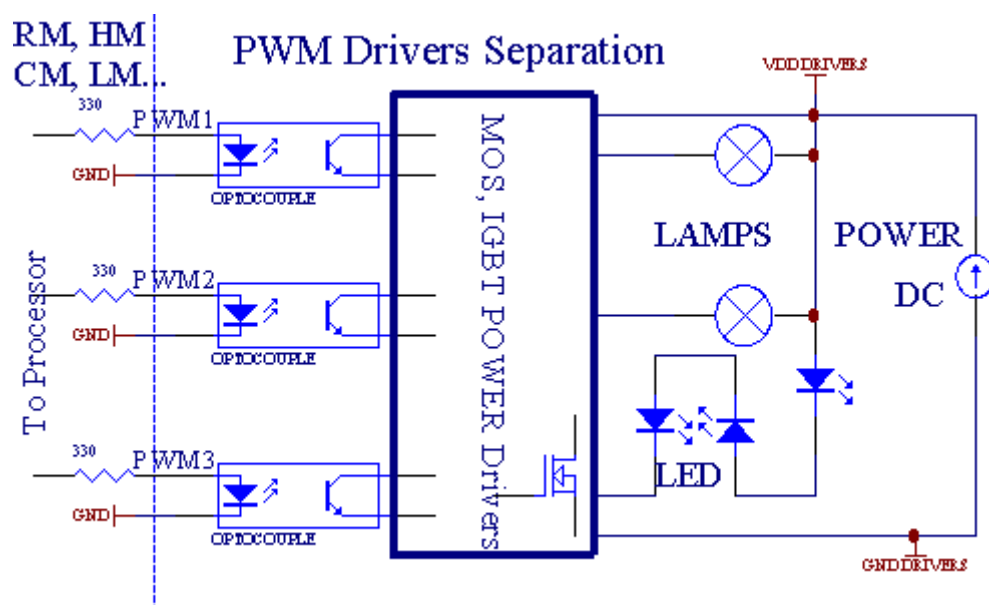 RM, HM
CM, LM...
PWM Drivers Separation
VDDDRIVERS
330
PWM1
GND
OPTOCOUPLE
330
PWM2
GND
OPTOCOUPLE
330
PWM3
GND
OPTOCOUPLE
To Processor
MOS, IGBT POWER Drivers
LAMPS
POWER
DC
LED
GNDDRIVERS